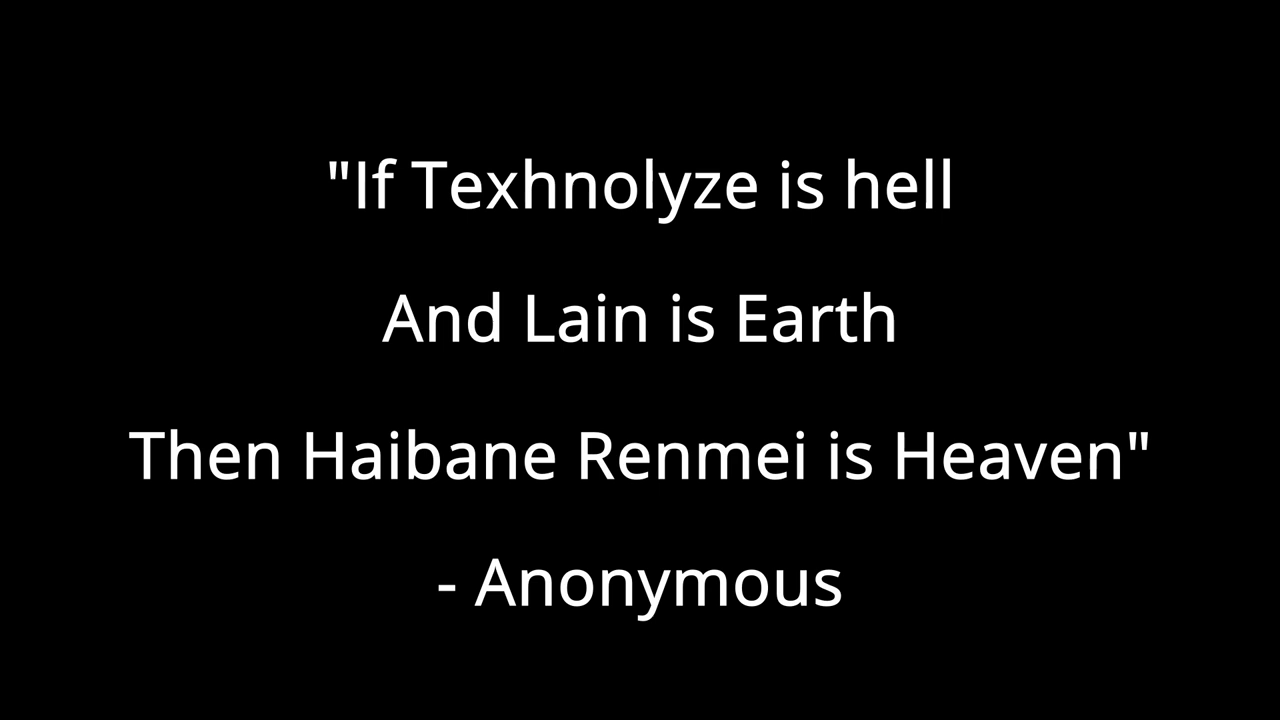 "If Texhnolyze is hell
And Lain is Earth
Then Haibane Renmei is Heaven"
- Anonymous